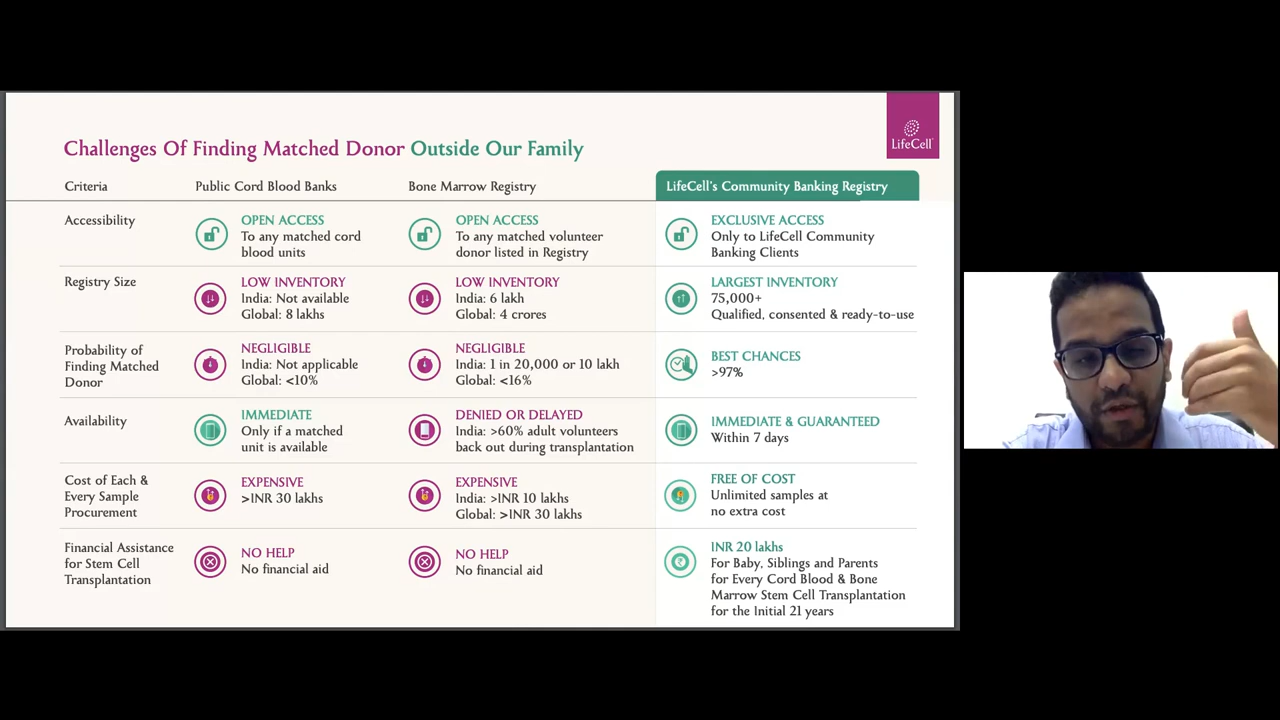 LifeCell
Challenges Of Finding Matched Donor Outside Our Family
Criteria
Public Cord Blood Banks
Bone Marrow Registry
LifeCell's Community Banking Registry
Accessibility
OPEN ACCESS
To any matched cord
blood units
OPEN ACCESS
To any matched volunteer
donor listed in Registry
EXCLUSIVE ACCESS
Only to LifeCell Community
Banking Clients
Registry Size
LOW INVENTORY
India: Not available
Global: 8 lakhs
LOW INVENTORY
India: 6 lakh
Global: 4 crores
LARGEST INVENTORY
75,000+
Qualified, consented & ready-to-use
Probability of
Finding Matched
Donor
NEGLIGIBLE
India: Not applicable
Global: <10%
NEGLIGIBLE
India: 1 in 20,000 or 10 lakh
Global: <16%
BEST CHANCES
>97%
Availability
IMMEDIATE
Only if a matched
unit is available
DENIED OR DELAYED
India: >60% adult volunteers
back out during transplantation
IMMEDIATE & GUARANTEED
Within 7 days
Cost of Each &
Every Sample
Procurement
EXPENSIVE
>INR 30 lakhs
EXPENSIVE
India: >INR 10 lakhs
Global: >INR 30 lakhs
FREE OF COST
Unlimited samples at
no extra cost
Financial Assistance
for Stem Cell
Transplantation
NO HELP
No financial aid
NO HELP
No financial aid
INR 20 lakhs
For Baby, Siblings and Parents
for Every Cord Blood & Bone
Marrow Stem Cell Transplantation
for the Initial 21 years